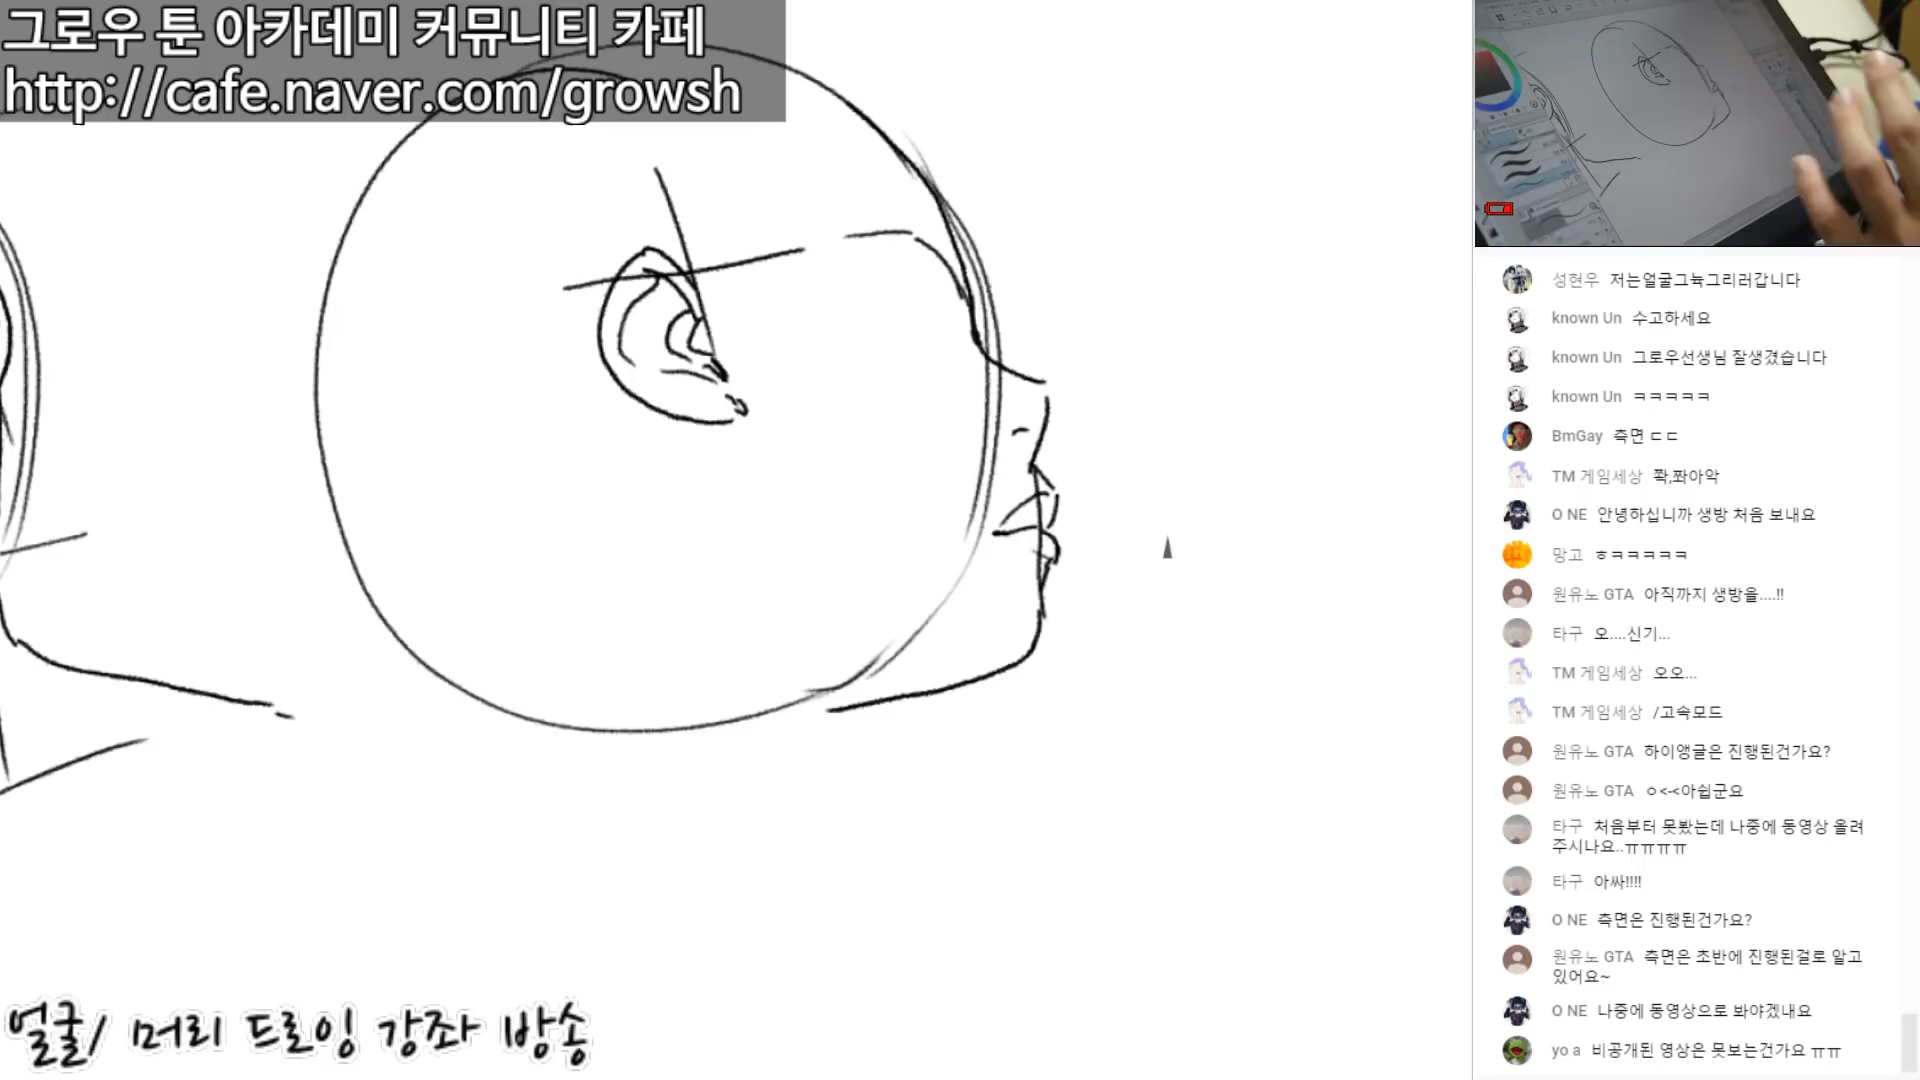 그로우 툰 아카데미 커뮤니티 카페
http://cafe.naver.com/growsh
성현우 저는얼굴그뉵그리러갑니다
known Un 수고하세요
known Un 그로우선생님 잘생겼습니다
known Un ㅋㅋㅋㅋㅋ
BmGay 측면 ㄷㄷ
TM 게임세상 쫙,쫘아악
O NE 안녕하십니까 생방 처음 보내요
망고 ㅎㅋㅋㅋㅋㅋ
원유노 GTA 아직까지 생방을....!!
타구 오....신기...
TM 게임세상 오오...
TM 게임세상 /고속모드
원유노 GTA 하이앵글은 진행된건가요?
원유노 GTA ㅇ<-<아쉽군요
타구 처음부터 못봤는데 나중에 동영상 올려
주시나요..ㅠㅠㅠㅠ
타구 아싸!!!!
O NE 측면은 진행된건가요?
원유노 GTA 측면은 초반에 진행된걸로 알고
있어요~
O NE 나중에 동영상으로 봐야겠내요
yo a 비공개된 영상은 못보는건가요 ㅠㅠ
얼굴/ 머리 드로잉 강좌 방송